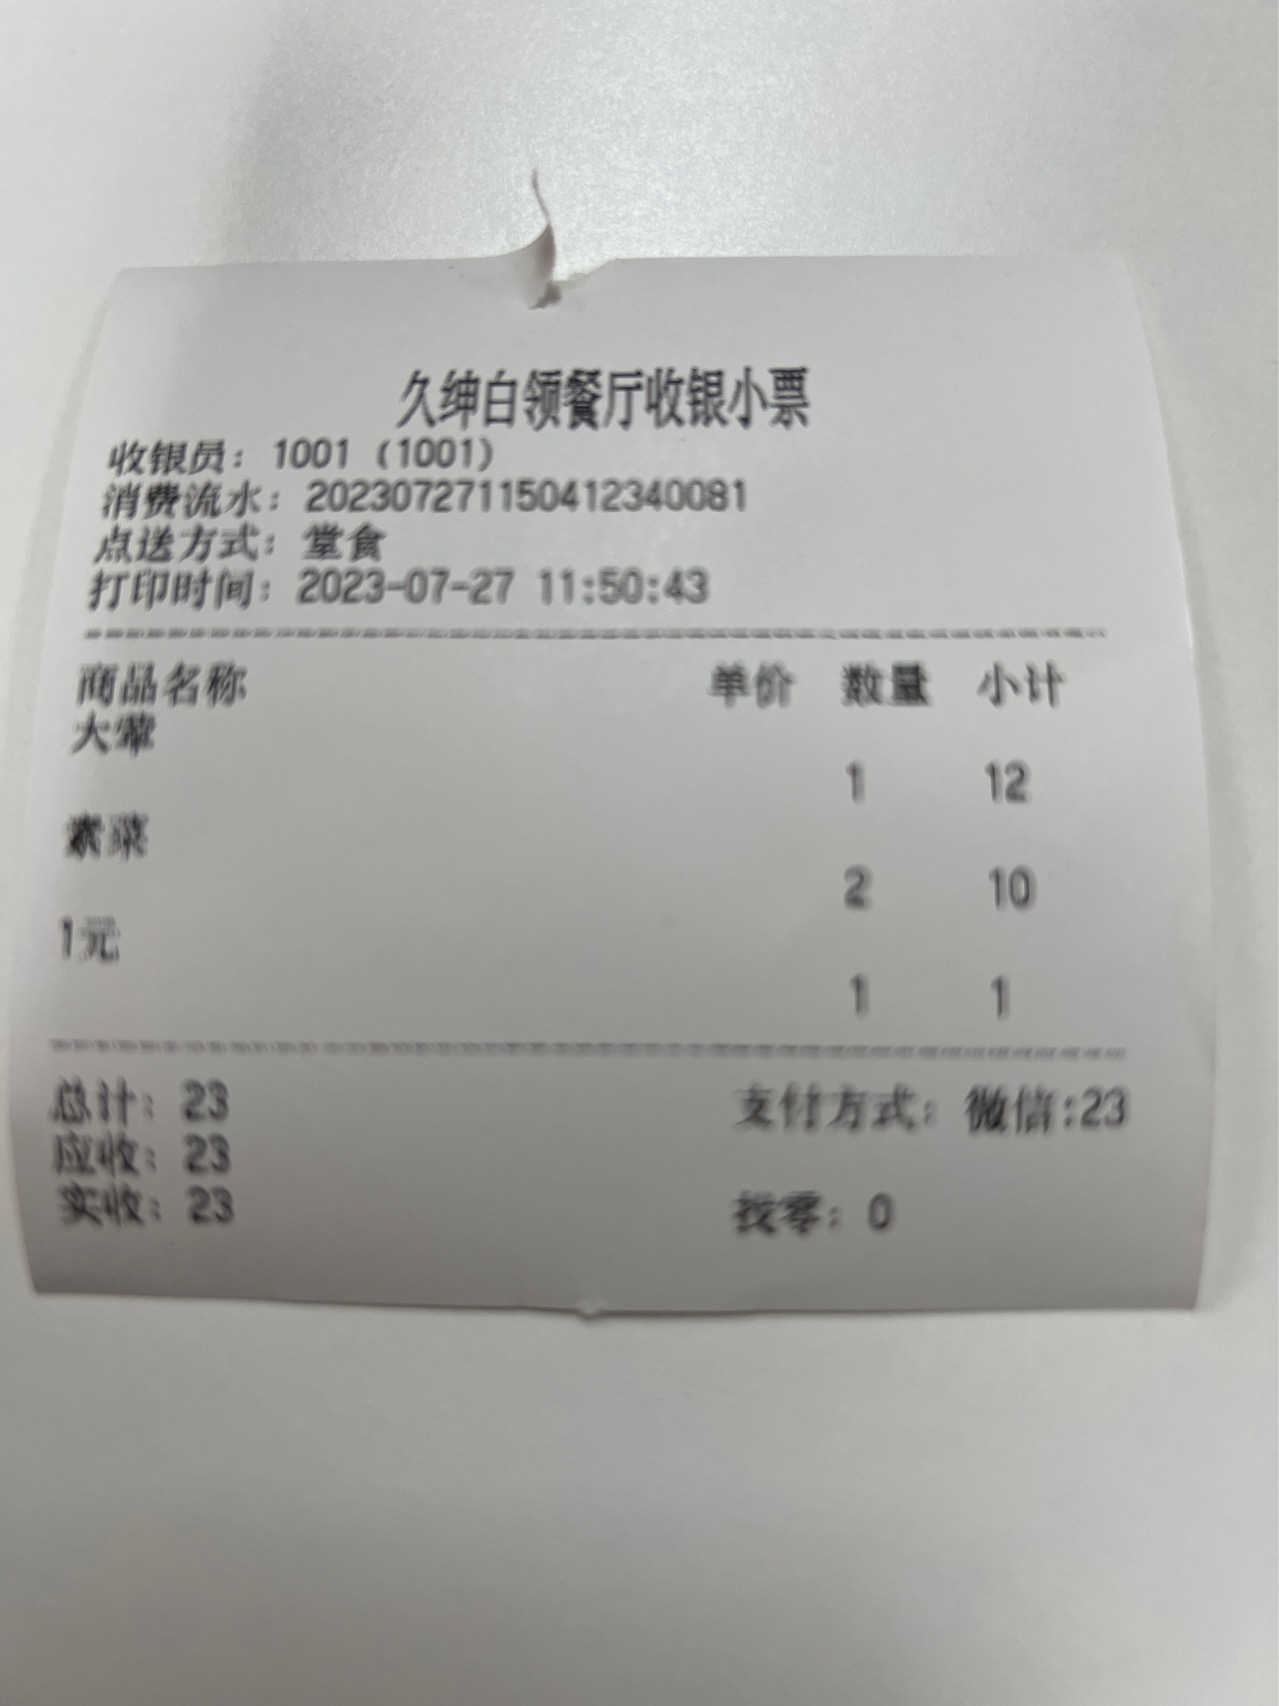 久绅白领餐厅收银小票
收银员：1001（1001）
消费流水：2023072711150412340081
点送方式：堂食
打印时间：2023-07-27 11:50:43
商品名称 单价 数量 小计
大荤
1 12
素菜
2 10
1元
1 1
总计：23 支付方式：微信:23
应收：23
实收：23 找零：0